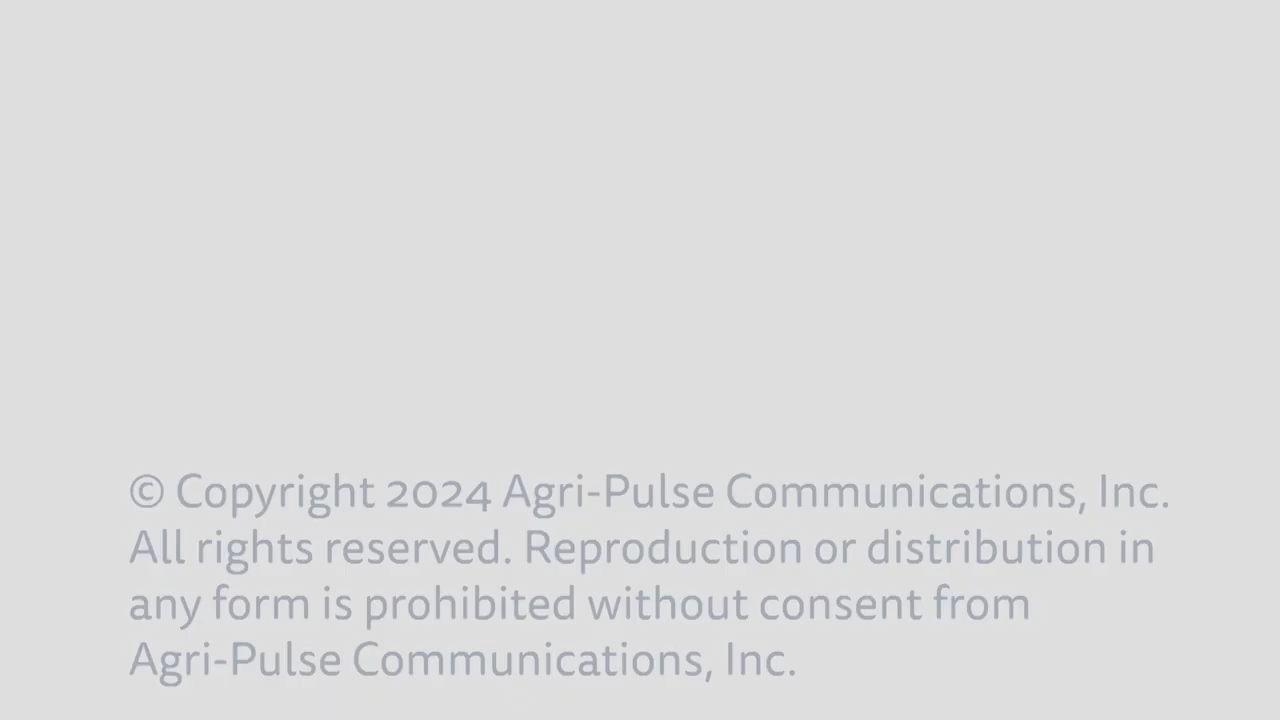 © Copyright 2024 Agri-Pulse Communications, Inc.
All rights reserved. Reproduction or distribution in
any form is prohibited without consent from
Agri-Pulse Communications, Inc.